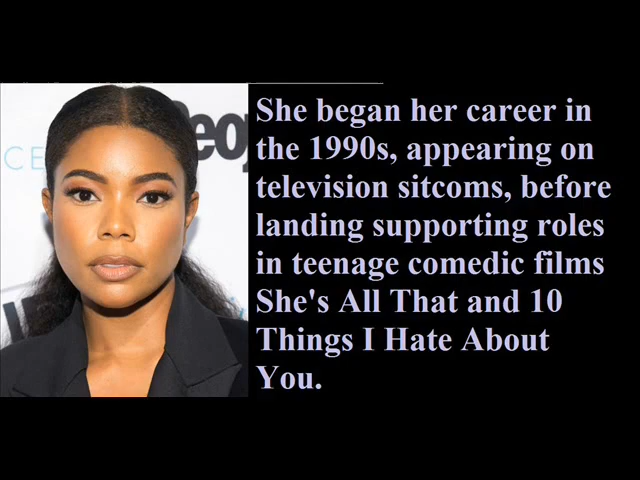 She began her career in
the 1990s, appearing on
television sitcoms, before
landing supporting roles
in teenage comedic films
She's All That and 10
Things I Hate About
You.